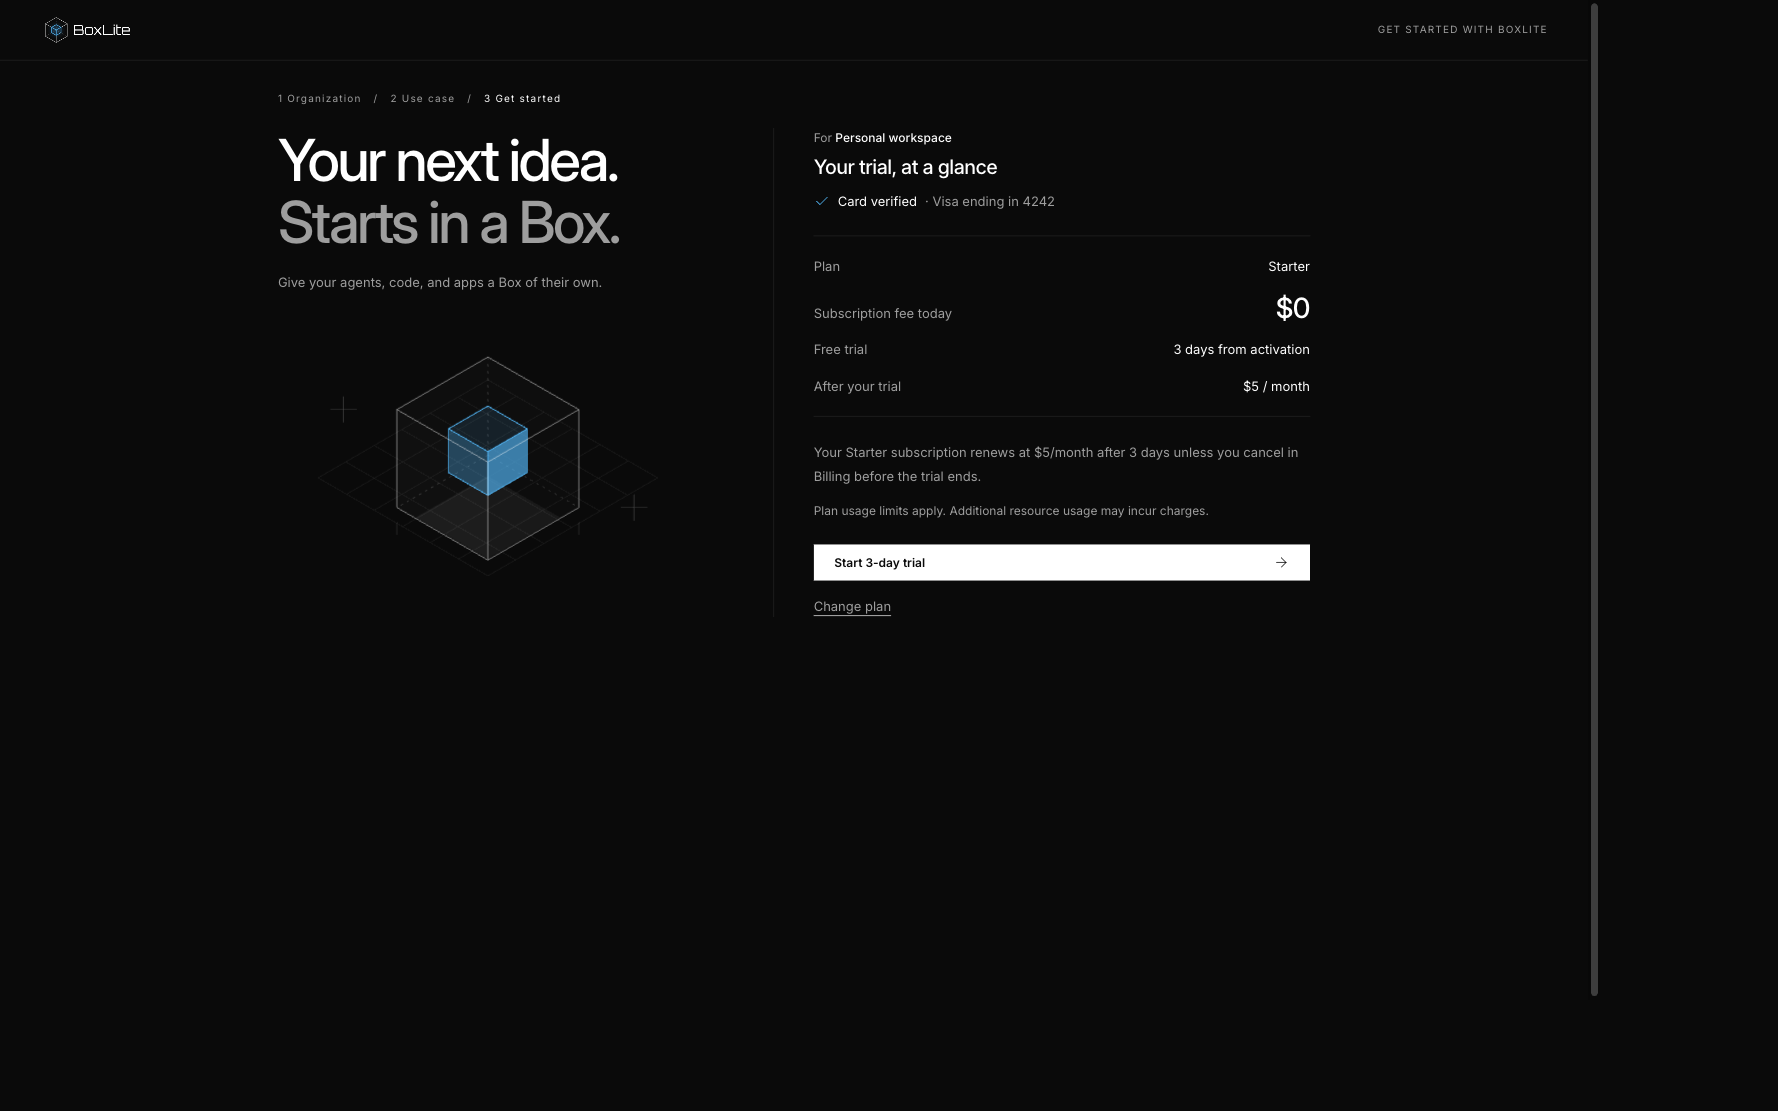 BoxLite
GET STARTED WITH BOXLITE
1 Organization / 2 Use case / 3 Get started
Your next idea.
Starts in a Box.
Give your agents, code, and apps a Box of their own.
For Personal workspace
Your trial, at a glance
Card verified · Visa ending in 4242
Plan Starter
Subscription fee today $0
Free trial 3 days from activation
After your trial $5 / month
Your Starter subscription renews at $5/month after 3 days unless you cancel in
Billing before the trial ends.
Plan usage limits apply. Additional resource usage may incur charges.
Start 3-day trial
Change plan